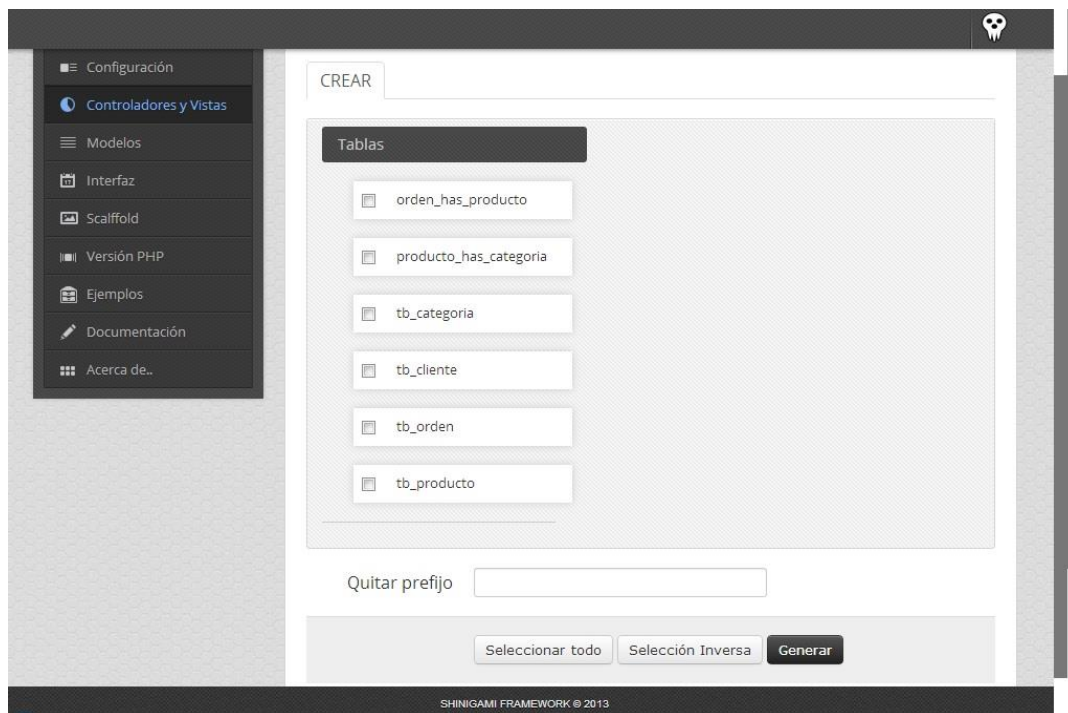 Configuración
Controladores y Vistas
Modelos
Interfaz
Scalffold
Versión PHP
Ejemplos
Documentación
Acerca de..
CREAR
Tablas
orden_has_producto
producto_has_categoria
tb_categoria
tb_cliente
tb_orden
tb_producto
Quitar prefijo
Seleccionar todo
Selección Inversa
Generar
SHINIGAMI FRAMEWORK © 2013